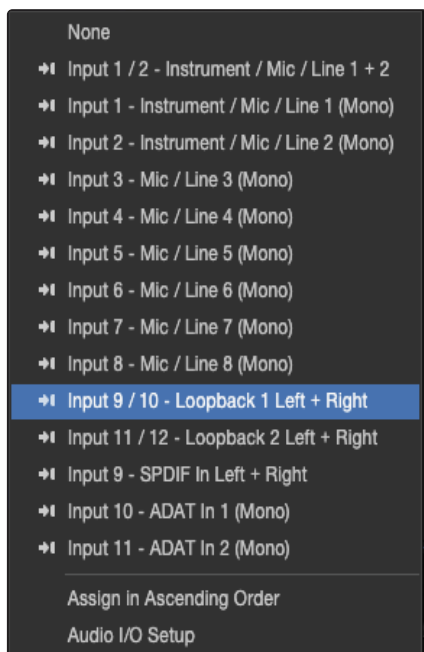 None
Input 1 / 2 - Instrument / Mic / Line 1 + 2
Input 1 - Instrument / Mic / Line 1 (Mono)
Input 2 - Instrument / Mic / Line 2 (Mono)
Input 3 - Mic / Line 3 (Mono)
Input 4 - Mic / Line 4 (Mono)
Input 5 - Mic / Line 5 (Mono)
Input 6 - Mic / Line 6 (Mono)
Input 7 - Mic / Line 7 (Mono)
Input 8 - Mic / Line 8 (Mono)
Input 9 / 10 - Loopback 1 Left + Right
Input 11 / 12 - Loopback 2 Left + Right
Input 9 - SPDIF In Left + Right
Input 10 - ADAT In 1 (Mono)
Input 11 - ADAT In 2 (Mono)
Assign in Ascending Order
Audio I/O Setup